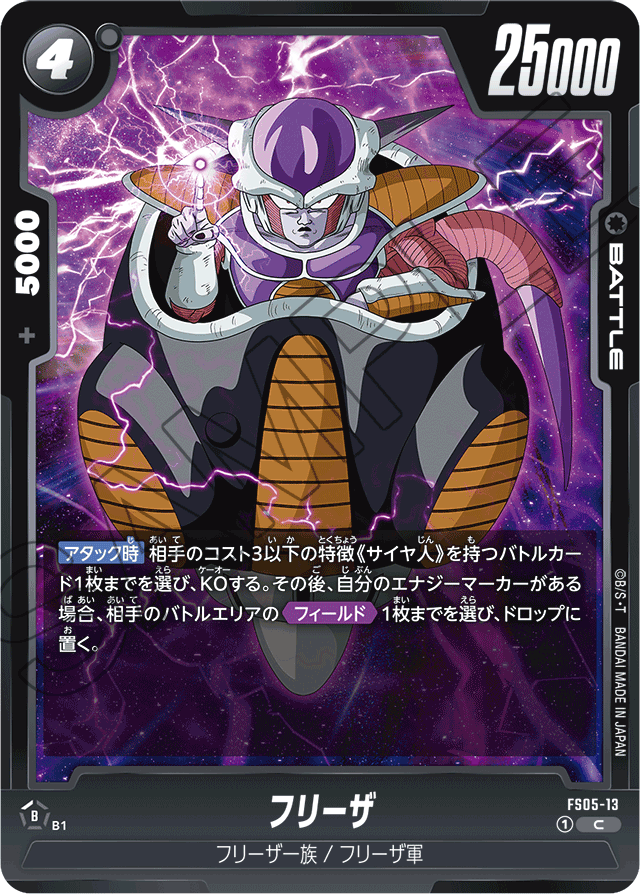 4
25000
+ 5000
BATTLE
アタック時 相手のコスト3以下の特徴《サイヤ人》を持つバトルカー
ド1枚までを選び、KOする。その後、自分のエナジーマーカーがある
場合、相手のバトルエリアの フィールド 1枚までを選び、ドロップに
置く。
©B/S・T BANDAI MADE IN JAPAN
フリーザ
FS05-13
B
B1
1 C
フリーザ一族 / フリーザ軍
SAMPLE